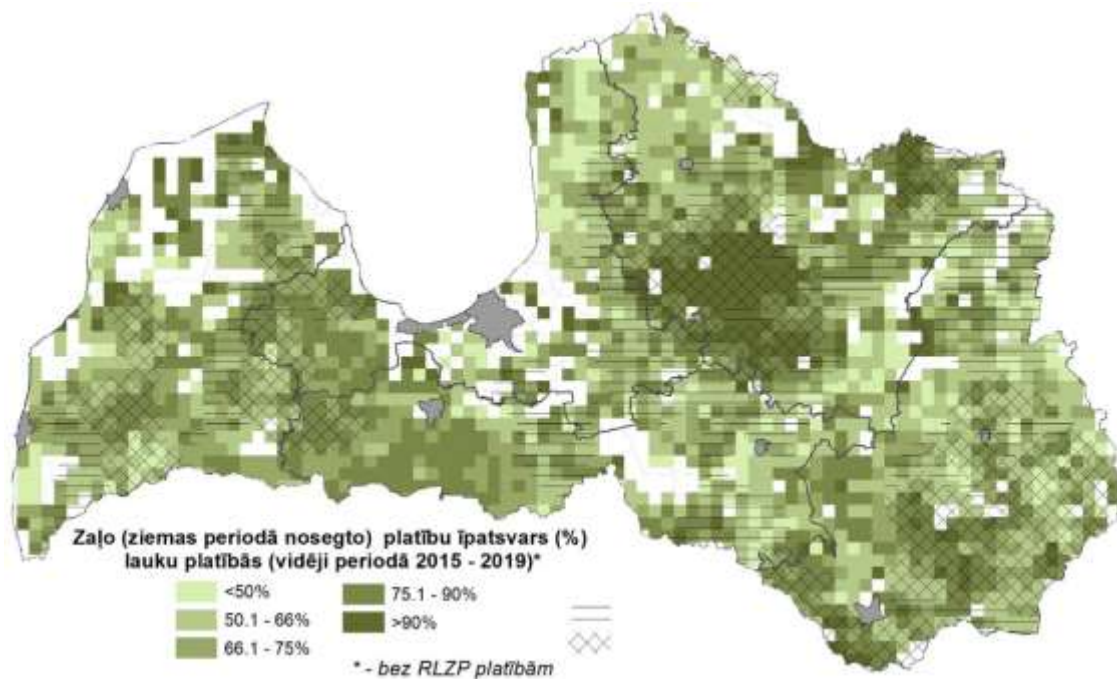 Zaļo (ziemas periodā nosegto) platību īpatsvars (%)
lauku platībās (vidēji periodā 2015 - 2019)*
<50%
50.1 - 66%
66.1 - 75%
75.1 - 90%
>90%
* - bez RLZP platībām